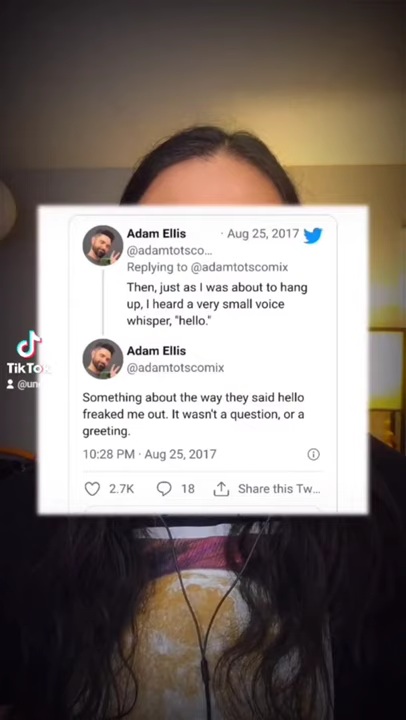 Adam Ellis
· Aug 25, 2017
@adamtotsco...
Replying to @adamtotscomix
Then, just as I was about to hang
up, I heard a very small voice
whisper, "hello."
Adam Ellis
@adamtotscomix
Something about the way they said hello
freaked me out. It wasn't a question, or a
greeting.
10:28 PM · Aug 25, 2017
2.7K
18
Share this Tw...
TikTok